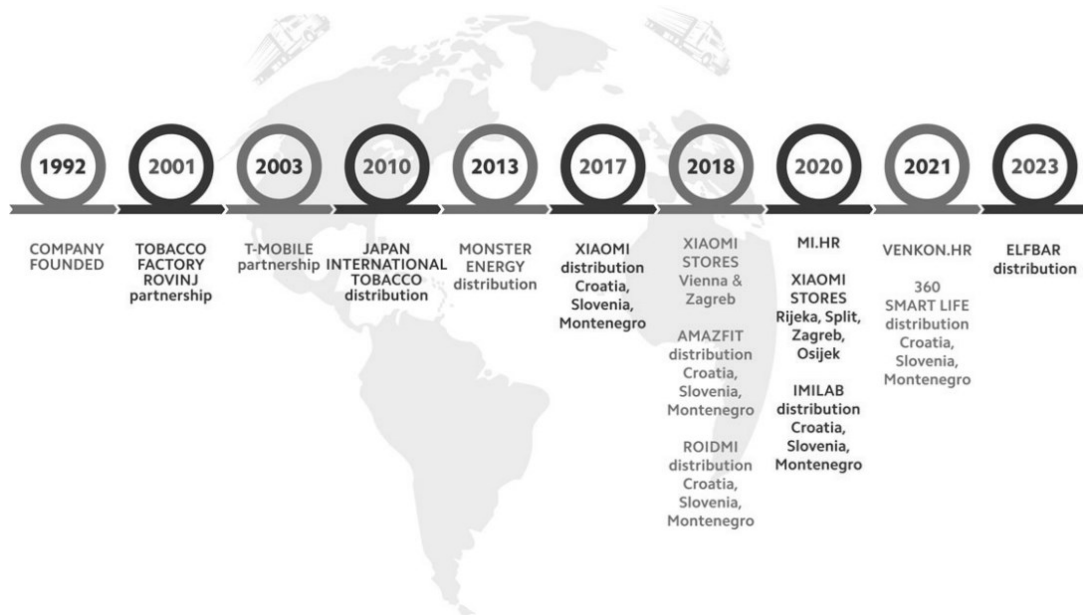 1992
2001
2003
2010
2013
2017
2018
2020
2021
2023
COMPANY
FOUNDED
TOBACCO
FACTORY
ROVINJ
partnership
T-MOBILE
partnership
JAPAN
INTERNATIONAL
TOBACCO
distribution
MONSTER
ENERGY
distribution
XIAOMI
distribution
Croatia,
Slovenia,
Montenegro
XIAOMI
STORES
Vienna &
Zagreb
AMAZFIT
distribution
Croatia,
Slovenia,
Montenegro
ROIDMI
distribution
Croatia,
Slovenia,
Montenegro
MI.HR
XIAOMI
STORES
Rijeka, Split,
Zagreb,
Osijek
IMILAB
distribution
Croatia,
Slovenia,
Montenegro
VENKON.HR
360
SMART LIFE
distribution
Croatia,
Slovenia,
Montenegro
ELFBAR
distribution